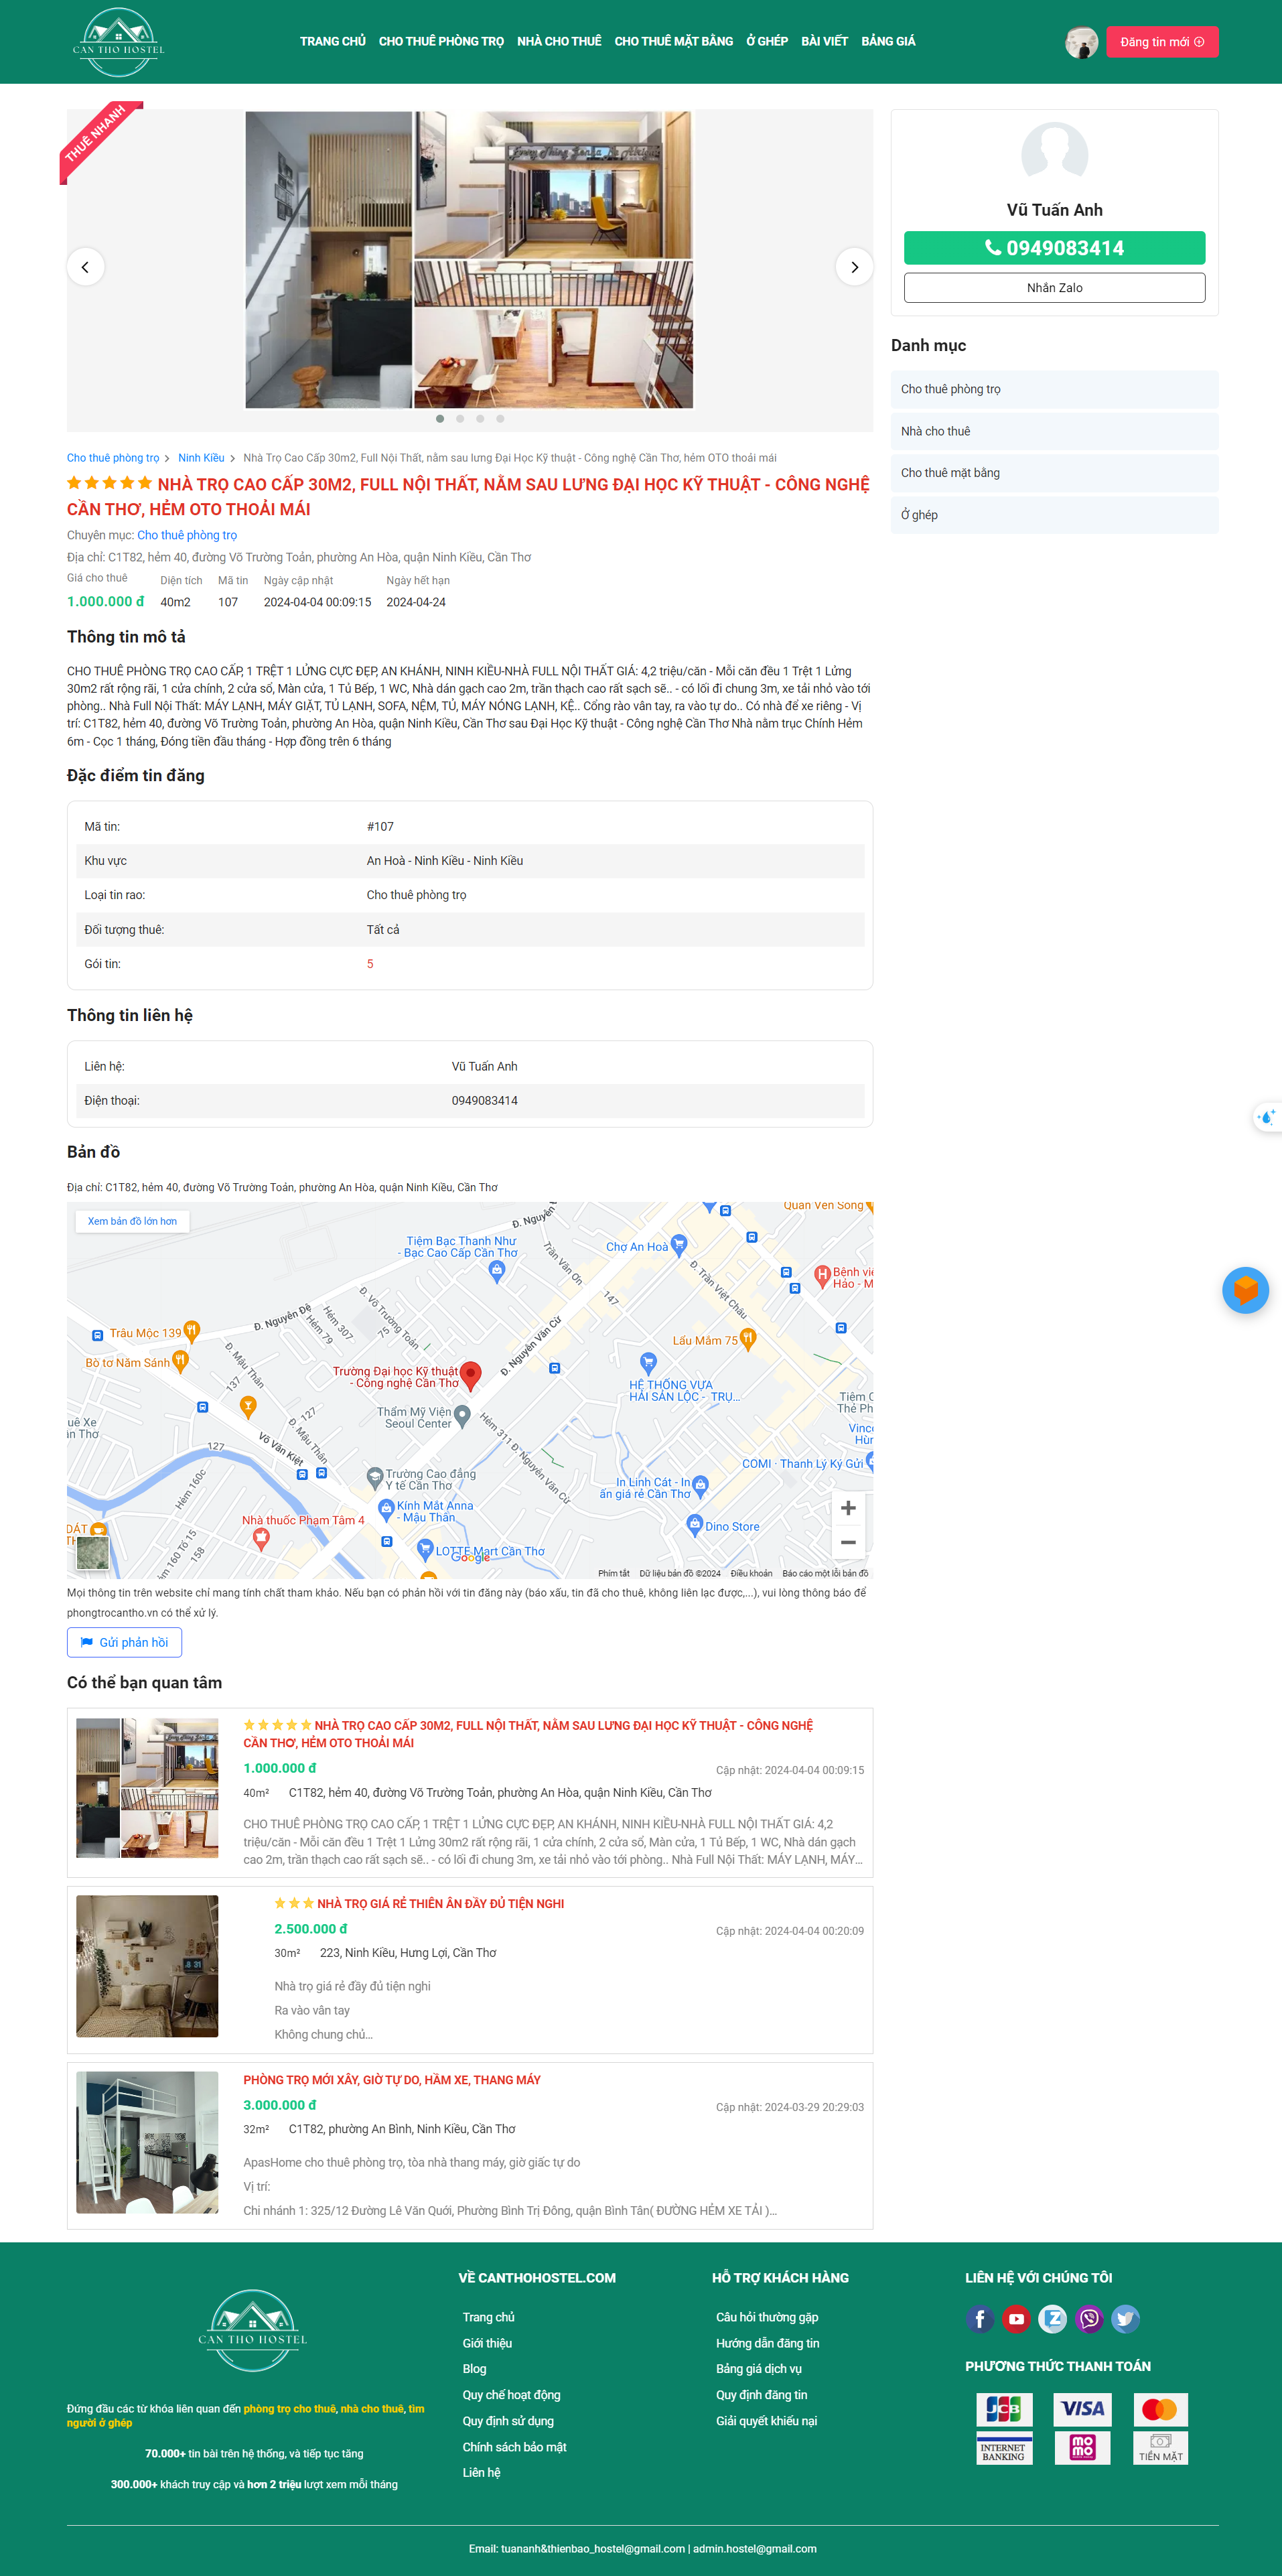 CAN THO HOSTEL
TRANG CHỦ CHO THUÊ PHÒNG TRỌ NHÀ CHO THUÊ CHO THUÊ MẶT BẰNG Ở GHÉP BÀI VIẾT BẢNG GIÁ
Đăng tin mới
THUÊ NHANH
Vũ Tuấn Anh
0949083414
Nhắn Zalo
Danh mục
Cho thuê phòng trọ
Nhà cho thuê
Cho thuê mặt bằng
Ở ghép
Cho thuê phòng trọ > Ninh Kiều > Nhà Trọ Cao Cấp 30m2, Full Nội Thất, nằm sau lưng Đại Học Kỹ thuật - Công nghệ Cần Thơ, hẻm OTO thoải mái
NHÀ TRỌ CAO CẤP 30M2, FULL NỘI THẤT, NẰM SAU LƯNG ĐẠI HỌC KỸ THUẬT - CÔNG NGHỆ
CẦN THƠ, HẺM OTO THOẢI MÁI
Chuyên mục: Cho thuê phòng trọ
Địa chỉ: C1T82, hẻm 40, đường Võ Trường Toản, phường An Hòa, quận Ninh Kiều, Cần Thơ
Giá cho thuê Diện tích Mã tin Ngày cập nhật Ngày hết hạn
1.000.000 đ 40m2 107 2024-04-04 00:09:15 2024-04-24
Thông tin mô tả
CHO THUÊ PHÒNG TRỌ CAO CẤP, 1 TRỆT 1 LỬNG CỰC ĐẸP, AN KHÁNH, NINH KIỀU-NHÀ FULL NỘI THẤT GIÁ: 4,2 triệu/căn - Mỗi căn đều 1 Trệt 1 Lửng
30m2 rất rộng rãi, 1 cửa chính, 2 cửa sổ, Màn cửa, 1 Tủ Bếp, 1 WC, Nhà dán gạch cao 2m, trần thạch cao rất sạch sẽ.. - có lối đi chung 3m, xe tải nhỏ vào tới
phòng.. Nhà Full Nội Thất: MÁY LẠNH, MÁY GIẶT, TỦ LẠNH, SOFA, NỆM, TỦ, MÁY NÓNG LẠNH, KỆ.. Cổng rào vân tay, ra vào tự do.. Có nhà để xe riêng - Vị
trí: C1T82, hẻm 40, đường Võ Trường Toản, phường An Hòa, quận Ninh Kiều, Cần Thơ sau Đại Học Kỹ thuật - Công nghệ Cần Thơ Nhà nằm trục Chính Hẻm
6m - Cọc 1 tháng, Đóng tiền đầu tháng - Hợp đồng trên 6 tháng
Đặc điểm tin đăng
Mã tin: #107
Khu vực An Hoà - Ninh Kiều - Ninh Kiều
Loại tin rao: Cho thuê phòng trọ
Đối tượng thuê: Tất cả
Gói tin: 5
Thông tin liên hệ
Liên hệ: Vũ Tuấn Anh
Điện thoại: 0949083414
Bản đồ
Địa chỉ: C1T82, hẻm 40, đường Võ Trường Toản, phường An Hòa, quận Ninh Kiều, Cần Thơ
Xem bản đồ lớn hơn
Quán Vẹn Song
Tiệm Bạc Thanh Như
- Bạc Cao Cấp Cần Thơ
Trần Văn Ơn
Chợ An Hoà
Đ. Trần Việt Châu
147
Đ. Nguyễn Đệ
Hẻm 79
Hẻm 307
Đ. Võ Trường Toản
75
Đ. Nguyễn Văn Cừ
Trâu Mộc 139
Bò tơ Năm Sánh
Đ. Mậu Thân
137
Lẩu Mắm 75
Trường Đại học Kỹ thuật
- Công nghệ Cần Thơ
HỆ THỐNG VỰA
HẢI SẢN LỘC - TRU...
Thẩm Mỹ Viện
Seoul Center
127
Võ Văn Kiệt
Đ. Mậu Thân
Hẻm 311 Đ. Nguyễn Văn Cừ
127
COMI · Thanh Lý Ký Gửi
Trường Cao đẳng
Y tế Cần Thơ
Hẻm 160c
In Linh Cát - In
ấn giá rẻ Cần Thơ
Kính Mắt Anna
- Mậu Thân
Nhà thuốc Phạm Tâm 4
Dino Store
158
LOTTE Mart Cần Thơ
Google
Phím tắt Dữ liệu bản đồ ©2024 Điều khoản Báo cáo một lỗi bản đồ
Mọi thông tin trên website chỉ mang tính chất tham khảo. Nếu bạn có phản hồi với tin đăng này (báo xấu, tin đã cho thuê, không liên lạc được,...), vui lòng thông báo để
phongtrocantho.vn có thể xử lý.
Gửi phản hồi
Có thể bạn quan tâm
NHÀ TRỌ CAO CẤP 30M2, FULL NỘI THẤT, NẰM SAU LƯNG ĐẠI HỌC KỸ THUẬT - CÔNG NGHỆ
CẦN THƠ, HẺM OTO THOẢI MÁI
1.000.000 đ Cập nhật: 2024-04-04 00:09:15
40m² C1T82, hẻm 40, đường Võ Trường Toản, phường An Hòa, quận Ninh Kiều, Cần Thơ
CHO THUÊ PHÒNG TRỌ CAO CẤP, 1 TRỆT 1 LỬNG CỰC ĐẸP, AN KHÁNH, NINH KIỀU-NHÀ FULL NỘI THẤT GIÁ: 4,2
triệu/căn - Mỗi căn đều 1 Trệt 1 Lửng 30m2 rất rộng rãi, 1 cửa chính, 2 cửa sổ, Màn cửa, 1 Tủ Bếp, 1 WC, Nhà dán gạch
cao 2m, trần thạch cao rất sạch sẽ.. - có lối đi chung 3m, xe tải nhỏ vào tới phòng.. Nhà Full Nội Thất: MÁY LẠNH, MÁY...
NHÀ TRỌ GIÁ RẺ THIÊN ÂN ĐẦY ĐỦ TIỆN NGHI
2.500.000 đ Cập nhật: 2024-04-04 00:20:09
30m² 223, Ninh Kiều, Hưng Lợi, Cần Thơ
Nhà trọ giá rẻ đầy đủ tiện nghi
Ra vào vân tay
Không chung chủ...
PHÒNG TRỌ MỚI XÂY, GIỜ TỰ DO, HẦM XE, THANG MÁY
3.000.000 đ Cập nhật: 2024-03-29 20:29:03
32m² C1T82, phường An Bình, Ninh Kiều, Cần Thơ
ApasHome cho thuê phòng trọ, tòa nhà thang máy, giờ giấc tự do
Vị trí:
Chi nhánh 1: 325/12 Đường Lê Văn Quới, Phường Bình Trị Đông, quận Bình Tân( ĐƯỜNG HẺM XE TẢI )...
CAN THO HOSTEL
Đứng đầu các từ khóa liên quan đến phòng trọ cho thuê, nhà cho thuê, tìm
người ở ghép
70.000+ tin bài trên hệ thống, và tiếp tục tăng
300.000+ khách truy cập và hơn 2 triệu lượt xem mỗi tháng
VỀ CANTHOHOSTEL.COM
Trang chủ
Giới thiệu
Blog
Quy chế hoạt động
Quy định sử dụng
Chính sách bảo mật
Liên hệ
HỖ TRỢ KHÁCH HÀNG
Câu hỏi thường gặp
Hướng dẫn đăng tin
Bảng giá dịch vụ
Quy định đăng tin
Giải quyết khiếu nại
LIÊN HỆ VỚI CHÚNG TÔI
PHƯƠNG THỨC THANH TOÁN
JCB VISA
INTERNET
BANKING
MOMO
TIỀN MẶT
Email: tuananh&thienbao_hostel@gmail.com | admin.hostel@gmail.com